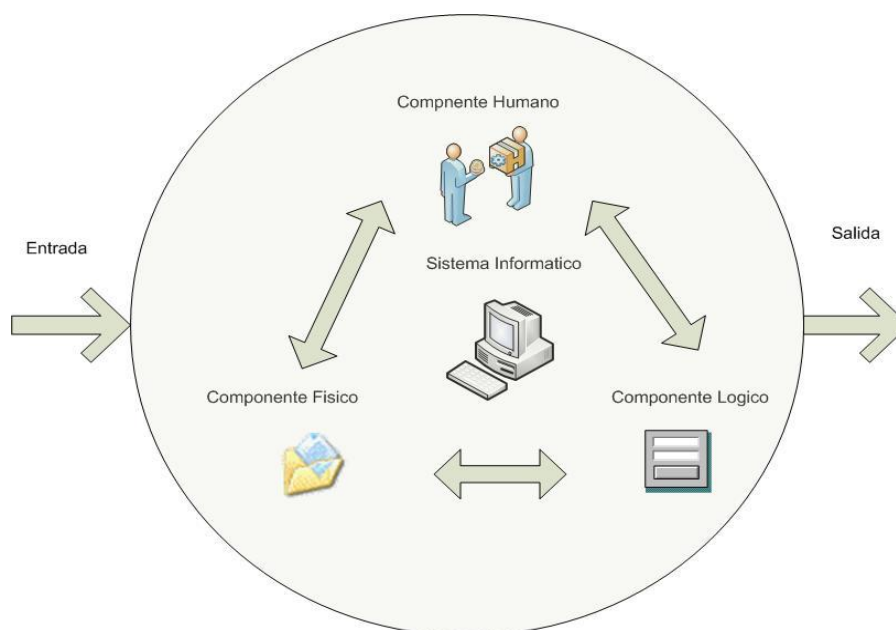 Compnente Humano
Entrada
Salida
Sistema Informatico
Componente Fisico
Componente Logico